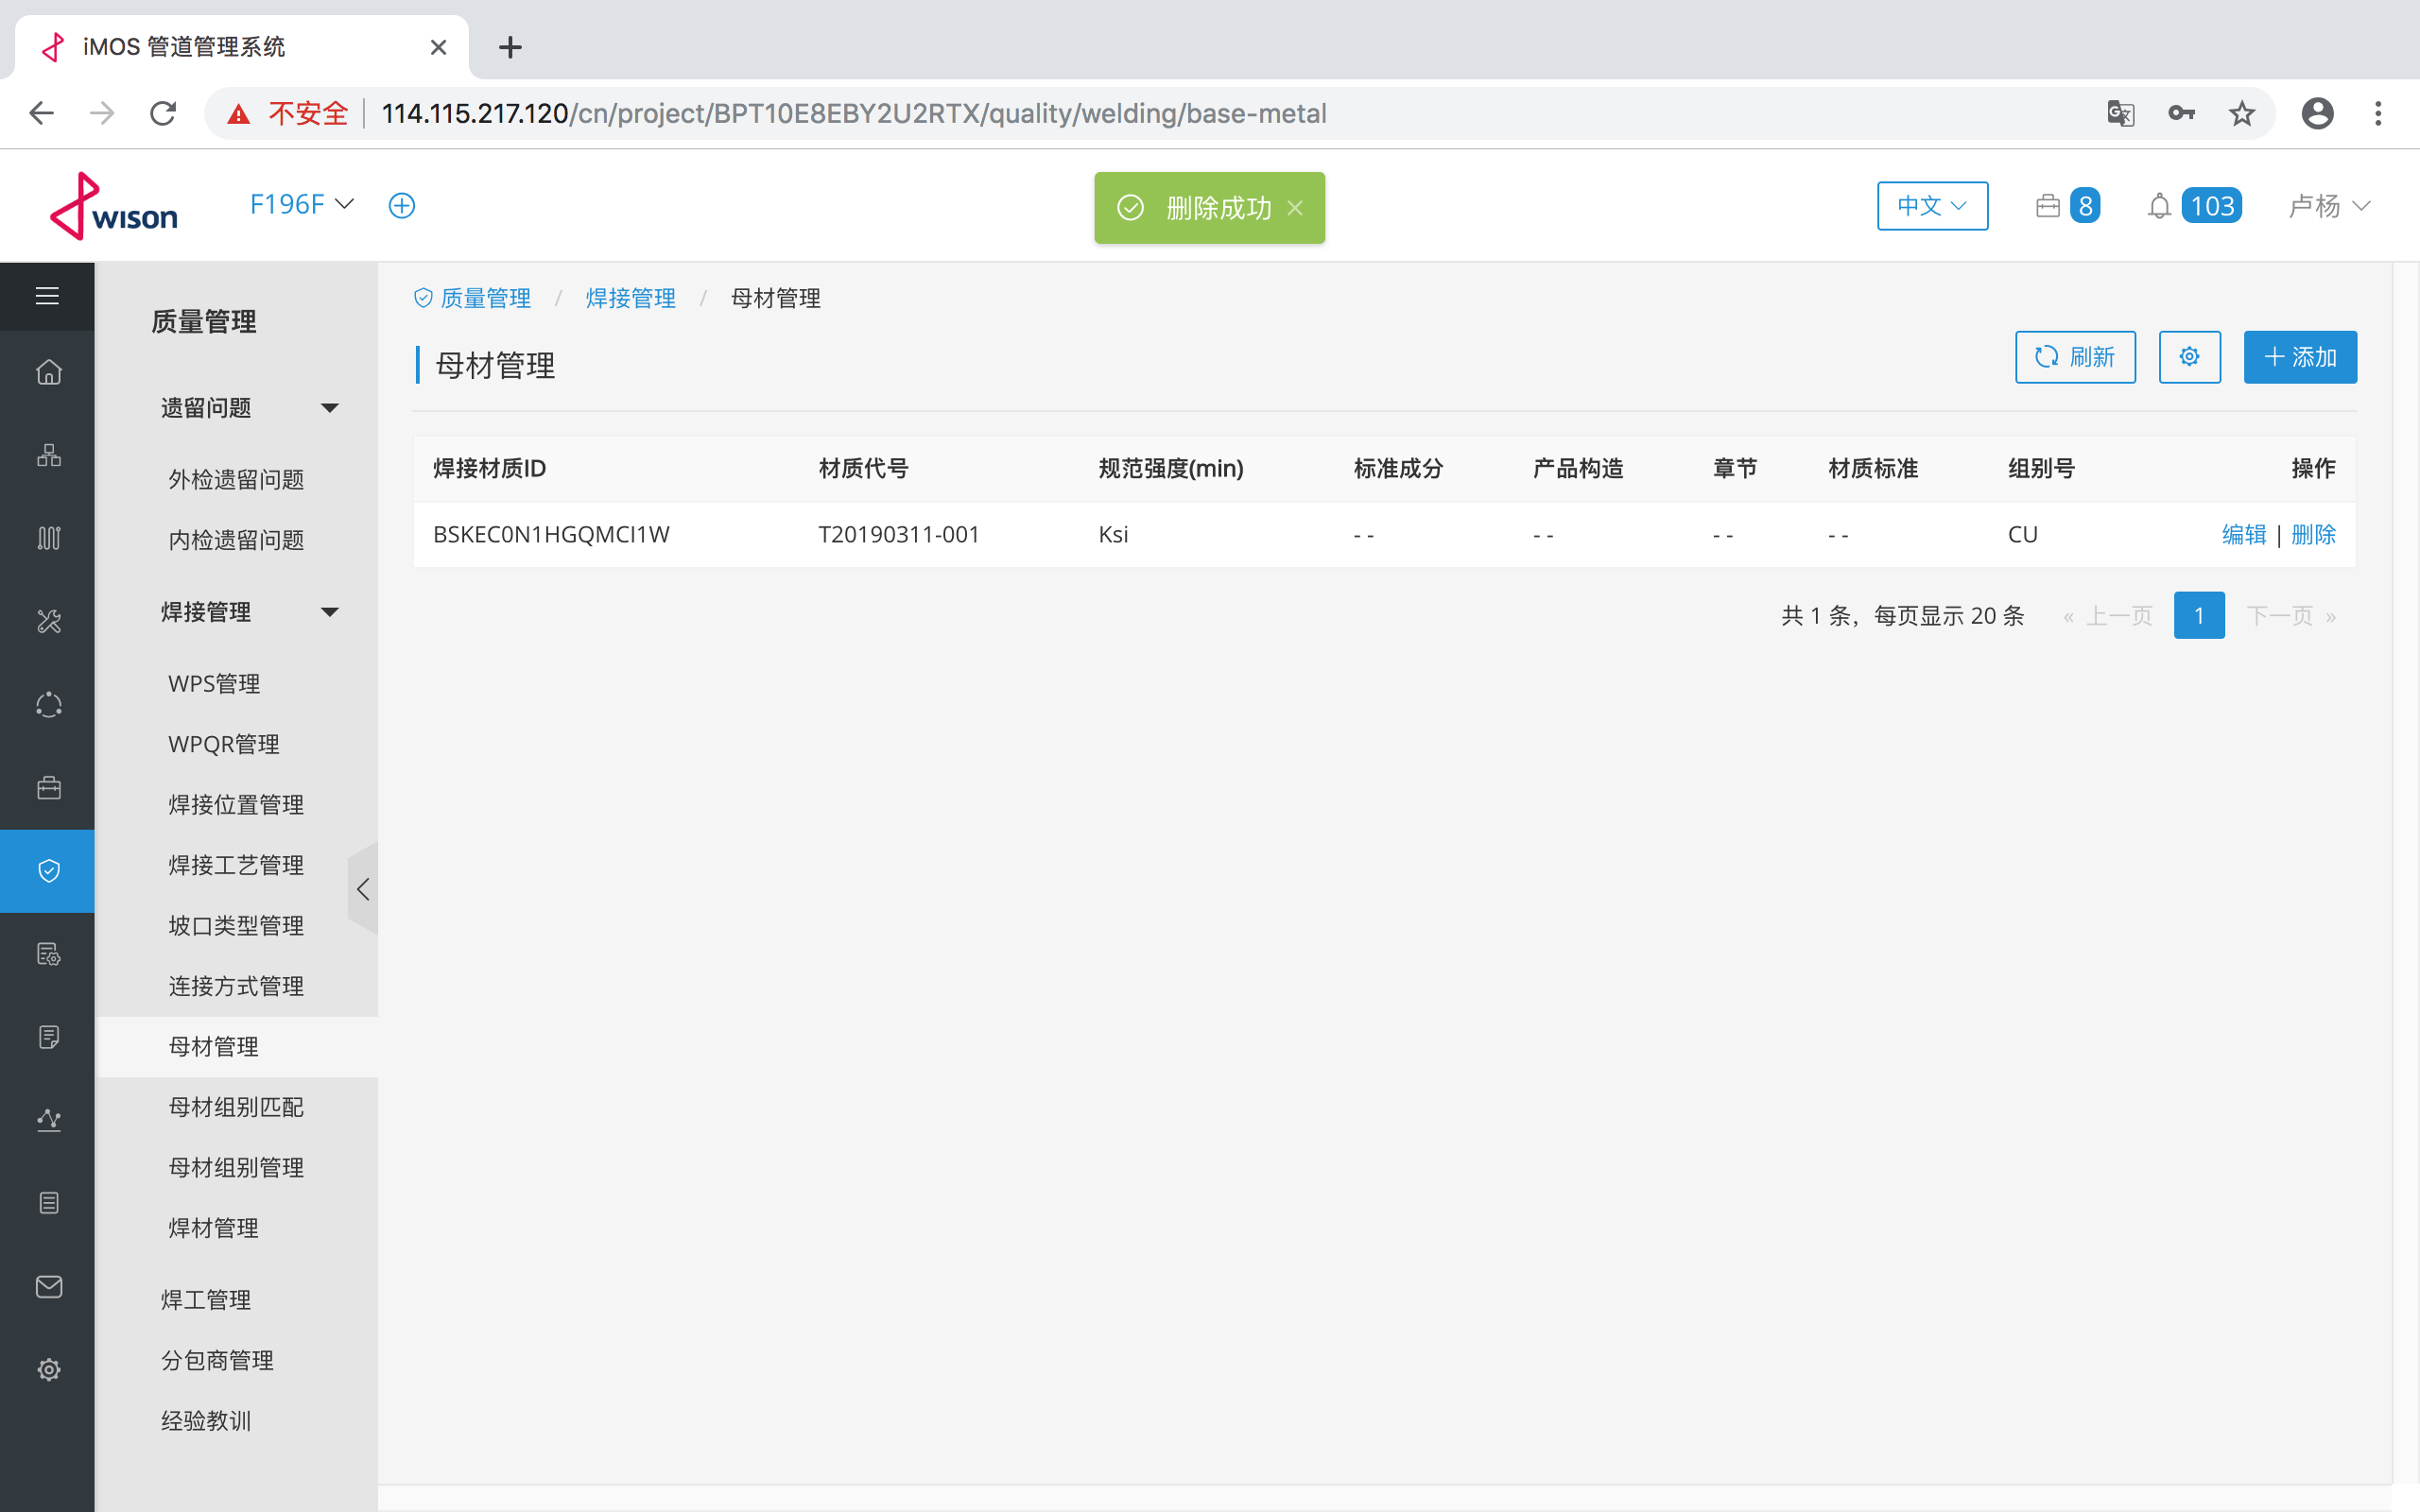 iMOS 管道管理系统
不安全 114.115.217.120/cn/project/BPT10E8EBY2U2RTX/quality/welding/base-metal
wison F196F 删除成功 中文 8 103 卢杨
质量管理 / 焊接管理 / 母材管理
母材管理 刷新 添加
焊接材质ID 材质代号 规范强度(min) 标准成分 产品构造 章节 材质标准 组别号 操作
BSKEC0N1HGQMCI1W T20190311-001 Ksi - - - - - - - - CU 编辑 | 删除
共 1 条，每页显示 20 条 « 上一页 1 下一页 »
质量管理
遗留问题
外检遗留问题
内检遗留问题
焊接管理
WPS管理
WPQR管理
焊接位置管理
焊接工艺管理
坡口类型管理
连接方式管理
母材管理
母材组别匹配
母材组别管理
焊材管理
焊工管理
分包商管理
经验教训